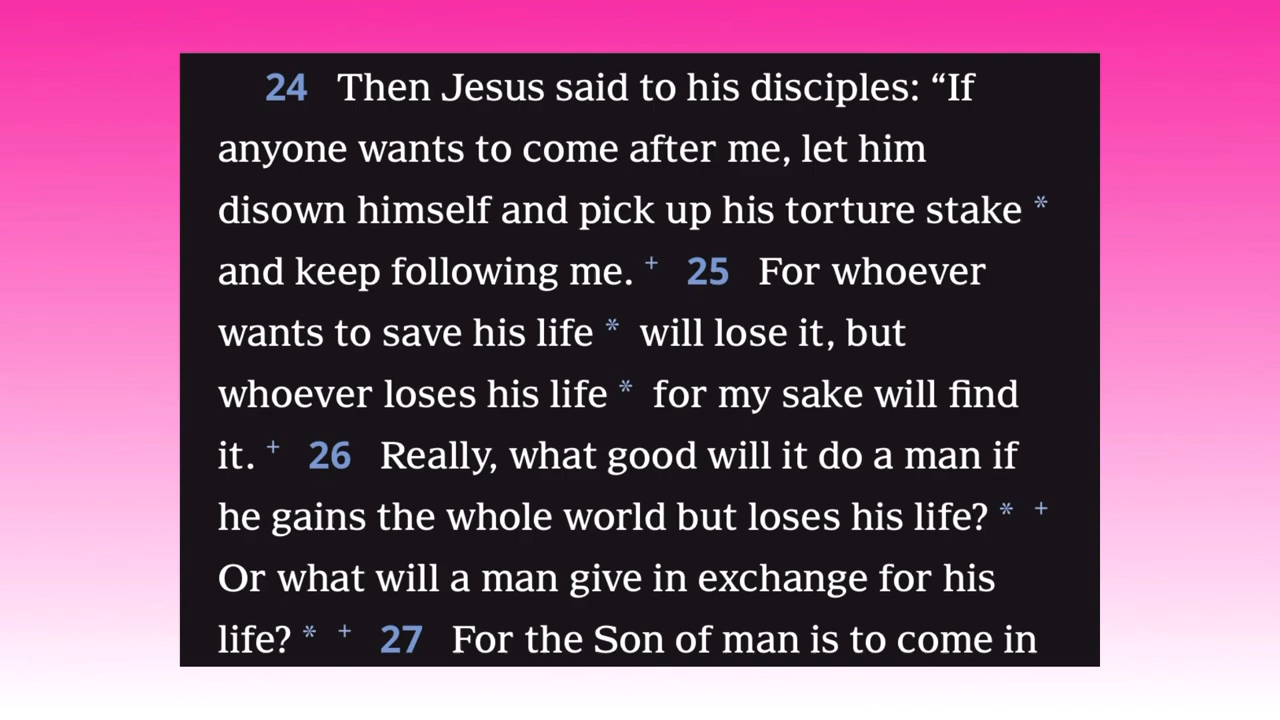 24 Then Jesus said to his disciples: “If
anyone wants to come after me, let him
disown himself and pick up his torture stake *
and keep following me. + 25 For whoever
wants to save his life * will lose it, but
whoever loses his life * for my sake will find
it. + 26 Really, what good will it do a man if
he gains the whole world but loses his life? * +
Or what will a man give in exchange for his
life? * + 27 For the Son of man is to come in